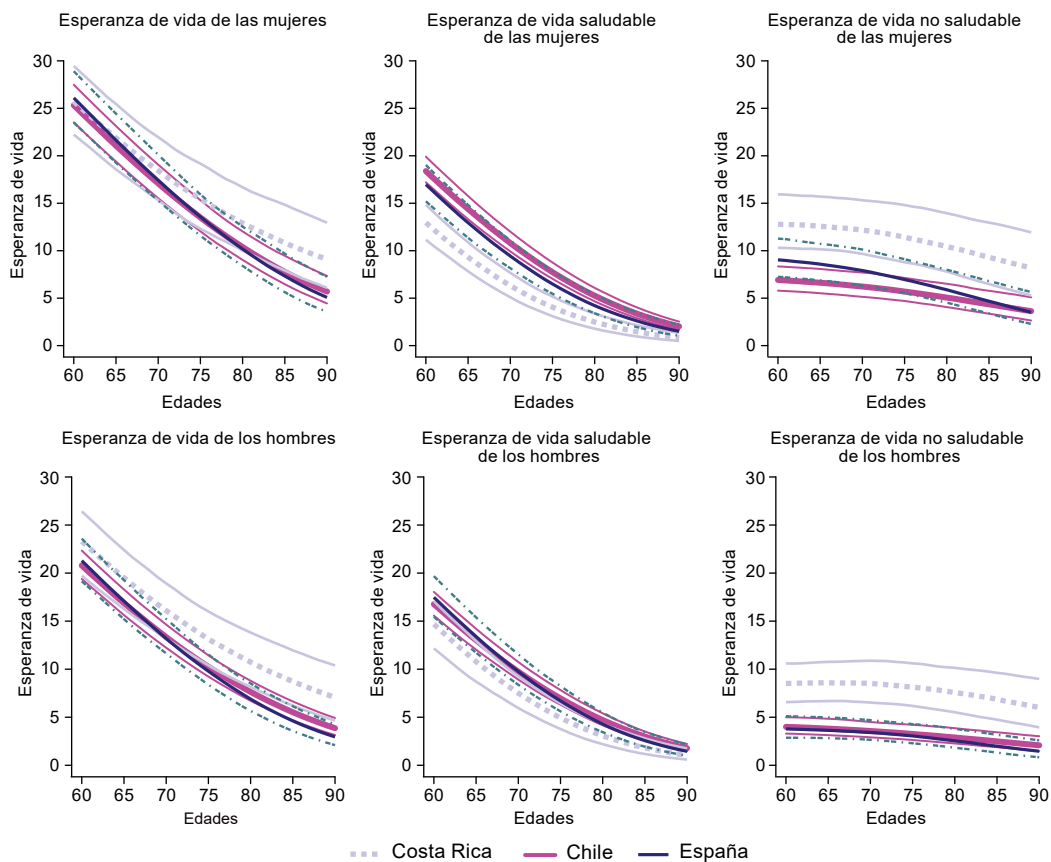 Esperanza de vida de las mujeres
Esperanza de vida saludable
de las mujeres
Esperanza de vida no saludable
de las mujeres
Esperanza de vida
30
25
20
15
10
5
0
60 65 70 75 80 85 90
Edades
Esperanza de vida
30
25
20
15
10
5
0
60 65 70 75 80 85 90
Edades
Esperanza de vida
30
25
20
15
10
5
0
60 65 70 75 80 85 90
Edades
Esperanza de vida de los hombres
Esperanza de vida saludable
de los hombres
Esperanza de vida no saludable
de los hombres
Esperanza de vida
30
25
20
15
10
5
0
60 65 70 75 80 85 90
Edades
Esperanza de vida
30
25
20
15
10
5
0
60 65 70 75 80 85 90
Edades
Esperanza de vida
30
25
20
15
10
5
0
60 65 70 75 80 85 90
Edades
Costa Rica Chile España